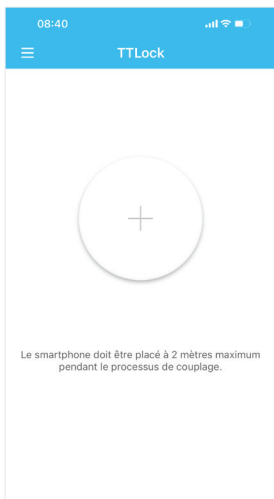 08:40
TTLock
Le smartphone doit être placé à 2 mètres maximum
pendant le processus de couplage.